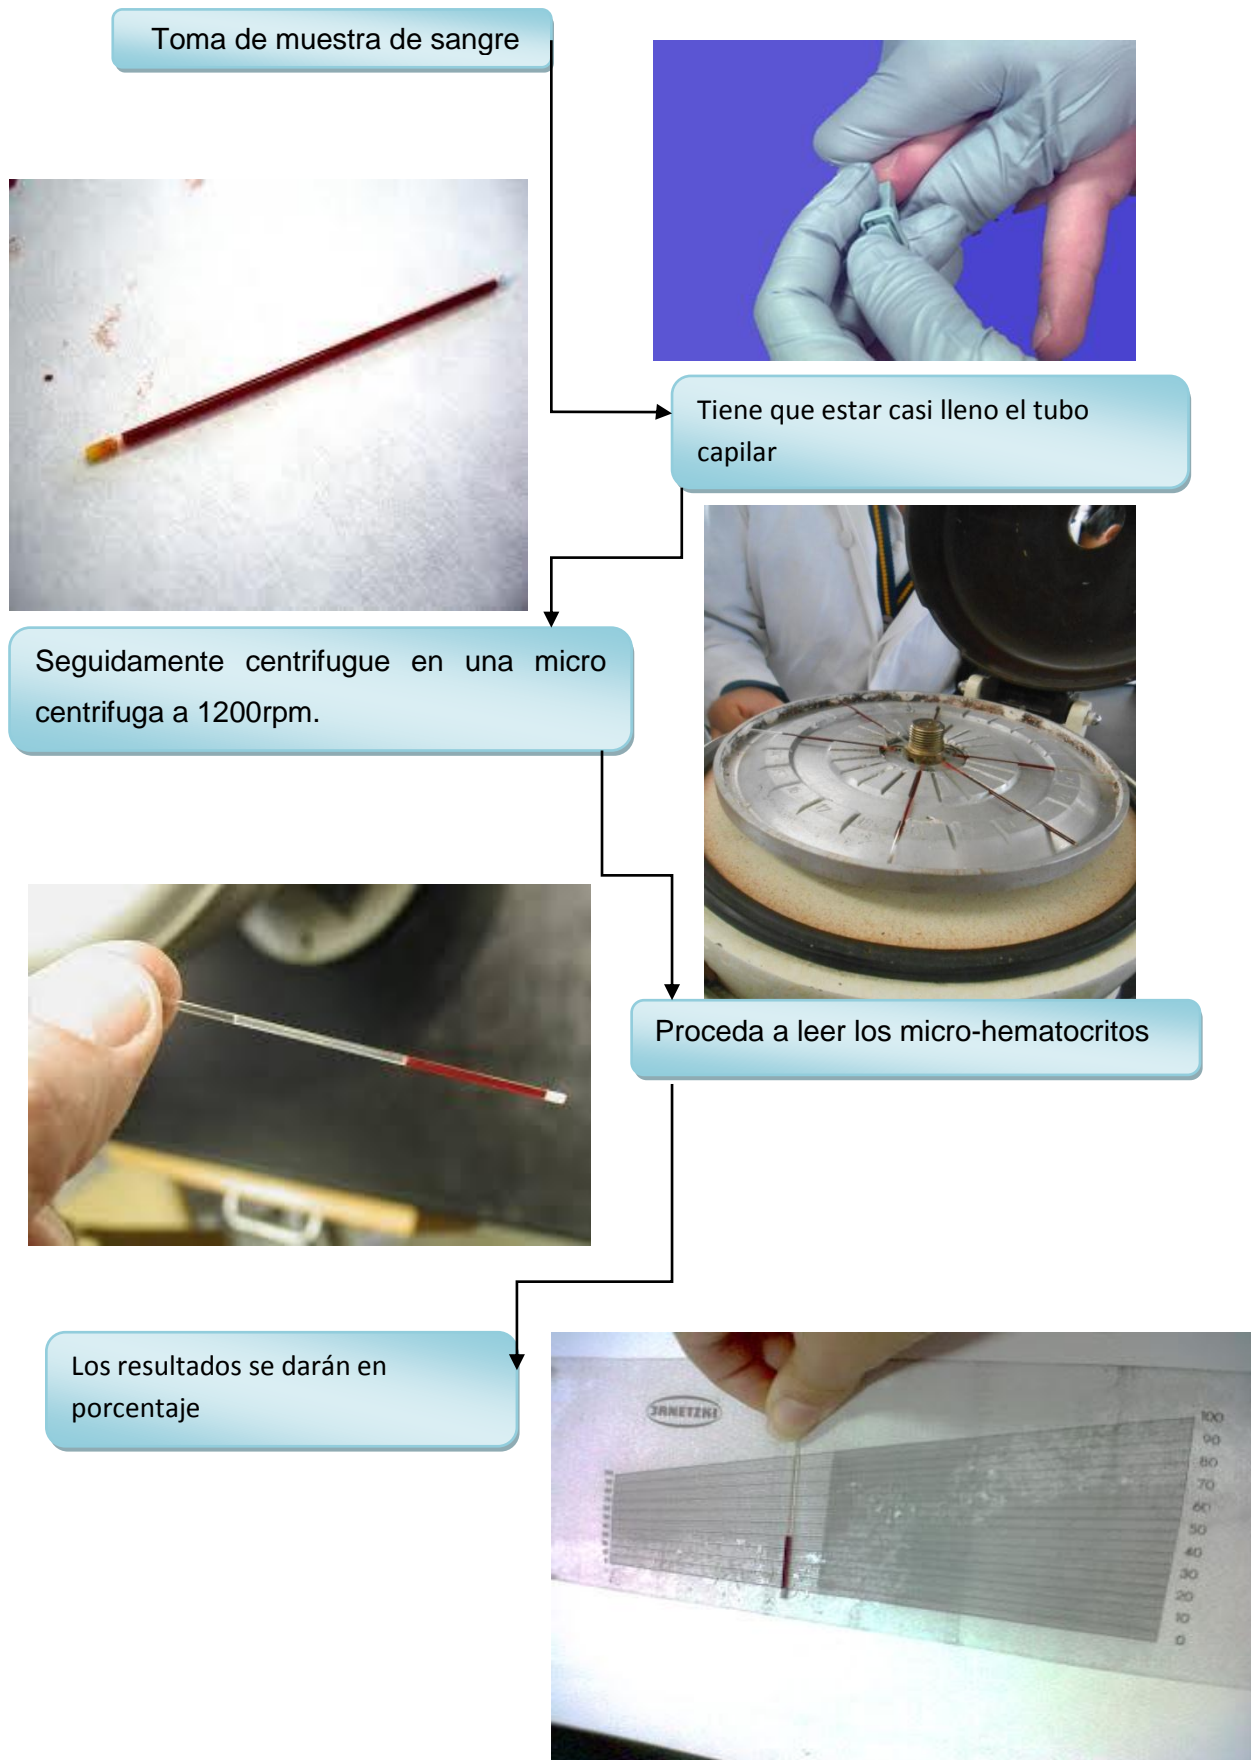 Toma de muestra de sangre
Tiene que estar casi lleno el tubo
capilar
Seguidamente centrifugue en una micro
centrifuga a 1200rpm.
Proceda a leer los micro-hematocritos
Los resultados se darán en
porcentaje
JANETZKI
100
90
80
70
60
50
40
30
20
10
0